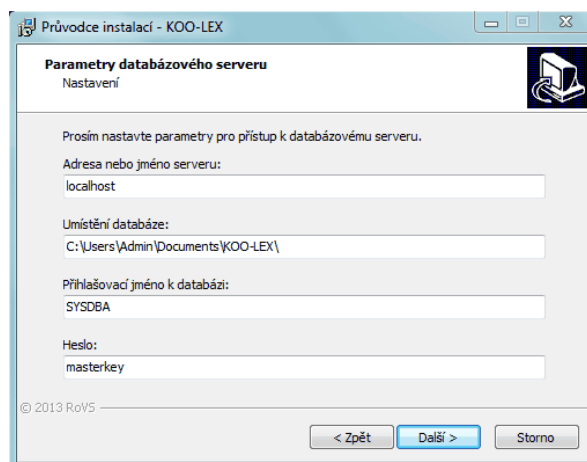 Průvodce instalací - KOO-LEX
Parametry databázového serveru
Nastavení
Prosím nastavte parametry pro přístup k databázovému serveru.
Adresa nebo jméno serveru:
localhost
Umístění databáze:
C:\Users\Admin\Documents\KOO-LEX\
Přihlašovací jméno k databázi:
SYSDBA
Heslo:
masterkey
© 2013 RoVS
< Zpět Další > Storno